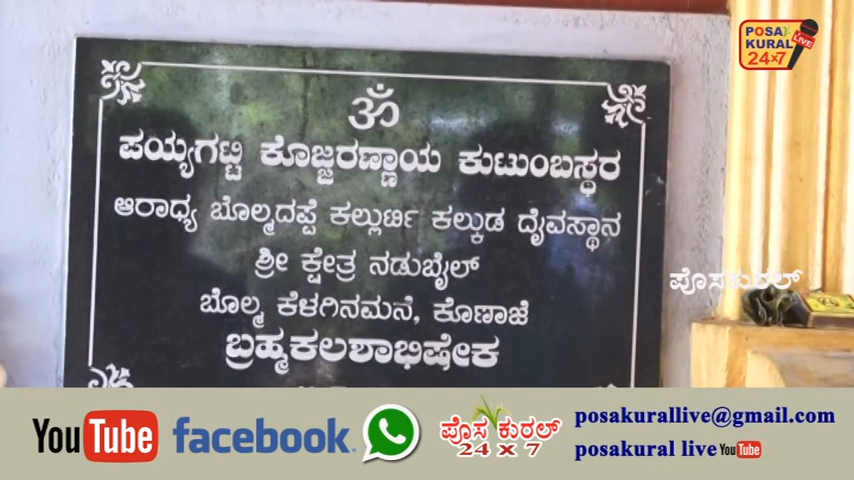 POSA
KURAL
LIVE
24x7
ॐ
ಪಯ್ಯಗಟ್ಟಿ ಕೊಜ್ಜರಣ್ಣಾಯ ಕುಟುಂಬಸ್ಥರ
ಆರಾಧ್ಯ ಬೊಲ್ಮದಪ್ಪೆ ಕಲ್ಲುರ್ಟಿ ಕಲ್ಕುಡ ದೈವಸ್ಥಾನ
ಶ್ರೀ ಕ್ಷೇತ್ರ ನಡುಬೈಲ್
ಬೊಲ್ಮ ಕೆಳಗಿನಮನೆ, ಕೊಣಾಜೆ
ಬ್ರಹ್ಮಕಲಶಾಭಿಷೇಕ
ಪೊಸಕುರಲ್
YouTube facebook ಪೊಸ ಕುರಲ್ 24 x 7
posakurallive@gmail.com
posakural live YouTube